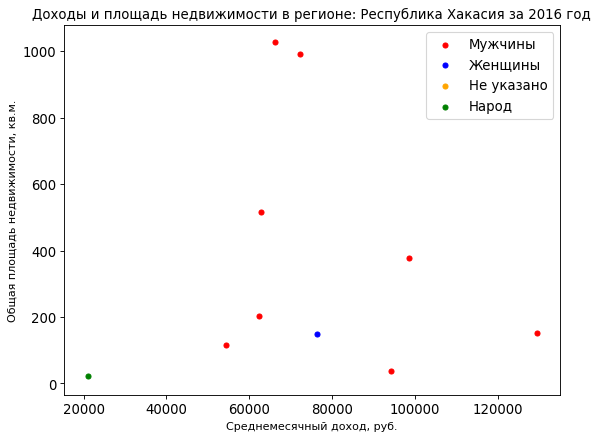 Доходы и площадь недвижимости в регионе: Республика Хакасия за 2016 год
Общая площадь недвижимости, кв.м.
1000
800
600
400
200
0
Мужчины
Женщины
Не указано
Народ
20000 40000 60000 80000 100000 120000
Среднемесячный доход, руб.